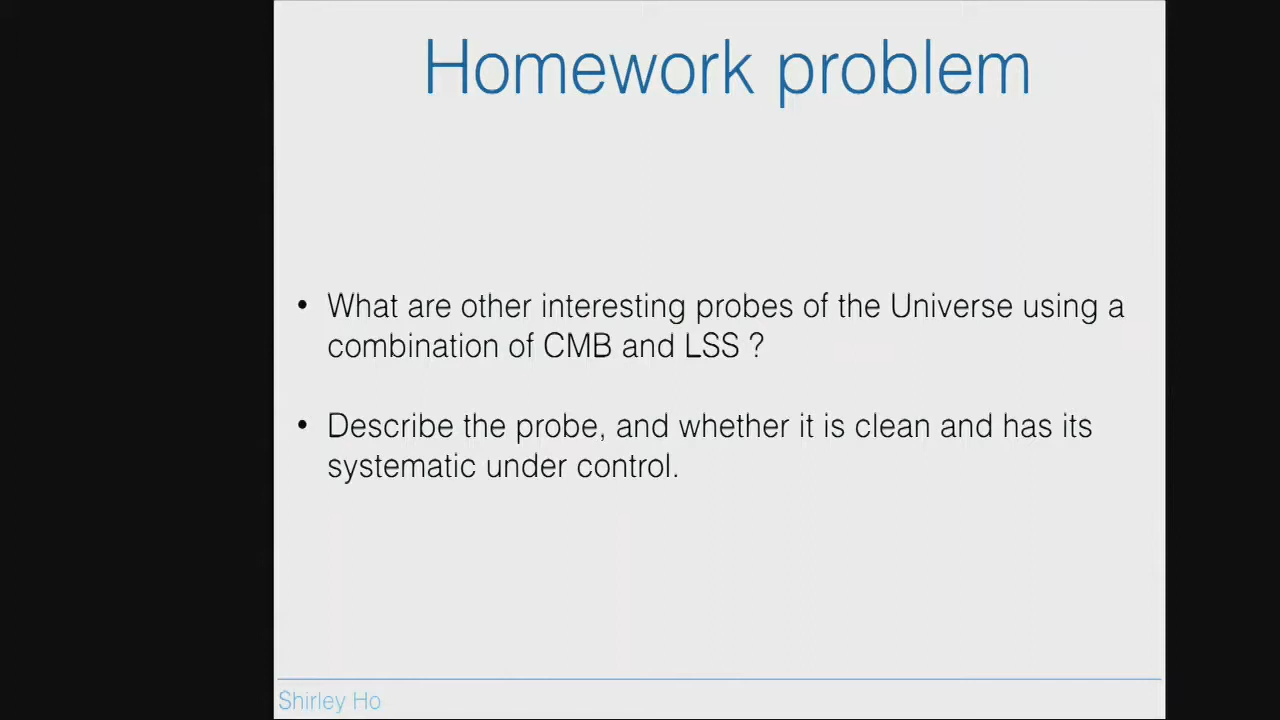 Homework problem
• What are other interesting probes of the Universe using a
combination of CMB and LSS ?
• Describe the probe, and whether it is clean and has its
systematic under control.
Shirley Ho